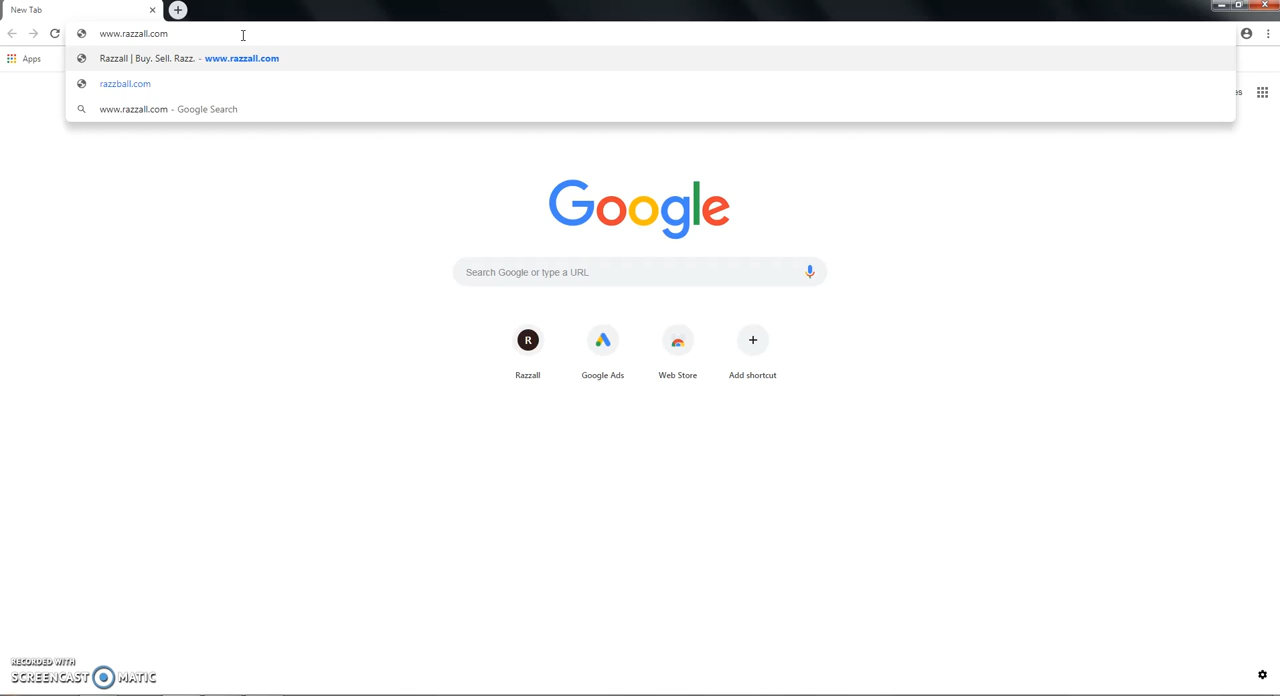 New Tab
www.razzall.com
Apps
Razzall | Buy. Sell. Razz. - www.razzall.com
razzball.com
es
www.razzall.com - Google Search
Google
Search Google or type a URL
R
Razzall
Google Ads
Web Store
Add shortcut
RECORDED WITH
SCREENCAST MATIC